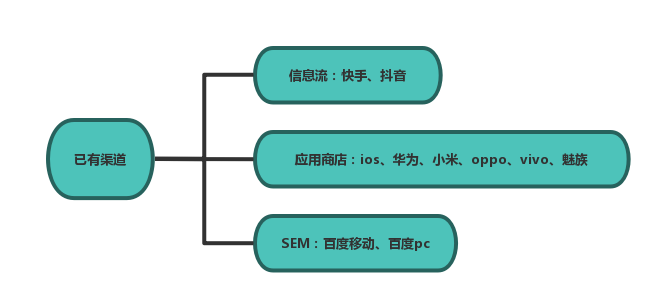 信息流：快手、抖音
已有渠道
应用商店：ios、华为、小米、oppo、vivo、魅族
SEM：百度移动、百度pc